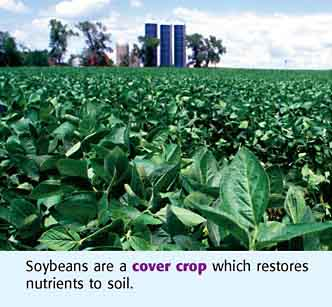 Soybeans are a cover crop which restores
nutrients to soil.